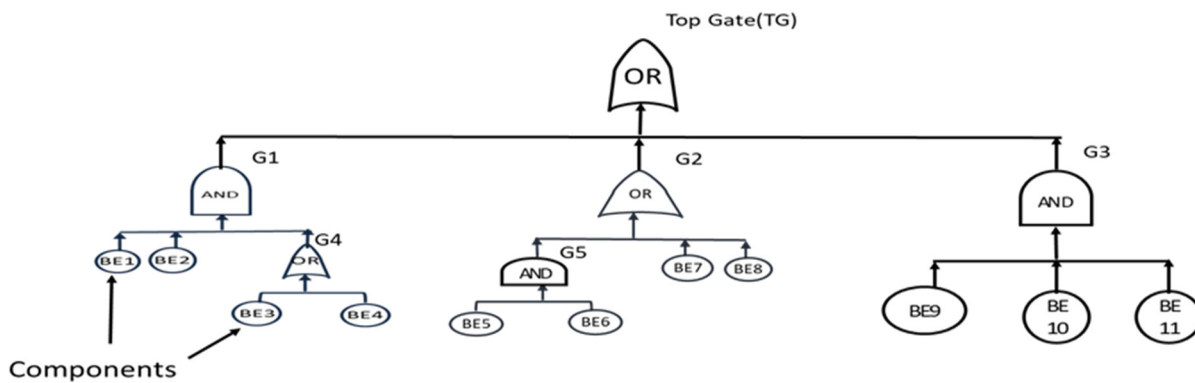 Top Gate(TG)
OR
G1
G2
G3
AND
OR
AND
G4
BE1
BE2
OR
G5
AND
BE7
BE8
BE3
BE4
BE5
BE6
BE9
BE
10
BE
11
Components